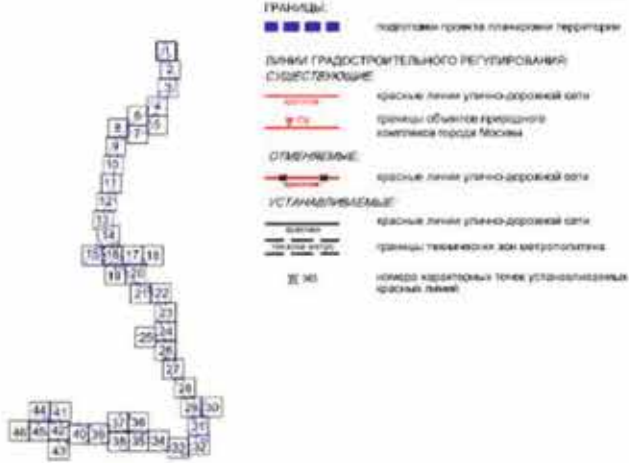 ГРАНИЦЫ:
подготовки проекта планировки территории
ЛИНИИ ГРАДОСТРОИТЕЛЬНОГО РЕГУЛИРОВАНИЯ:
СУЩЕСТВУЮЩИЕ:
красные линии улично-дорожной сети
границы объектов природного
комплекса города Москвы
ОТМЕНЯЕМЫЕ:
красные линии улично-дорожной сети
УСТАНАВЛИВАЕМЫЕ:
красные линии улично-дорожной сети
границы технических зон метрополитена
номера характерных точек устанавливаемых
красных линий
1
2
3
4
6 5
8 7
9
10
11
12
13
14
15 16 17 18
19 20
21 22
23
25 24
26
27
28
29 30
44 41 37 36 31
46 45 42 40 39 38 35 34 33 32
43